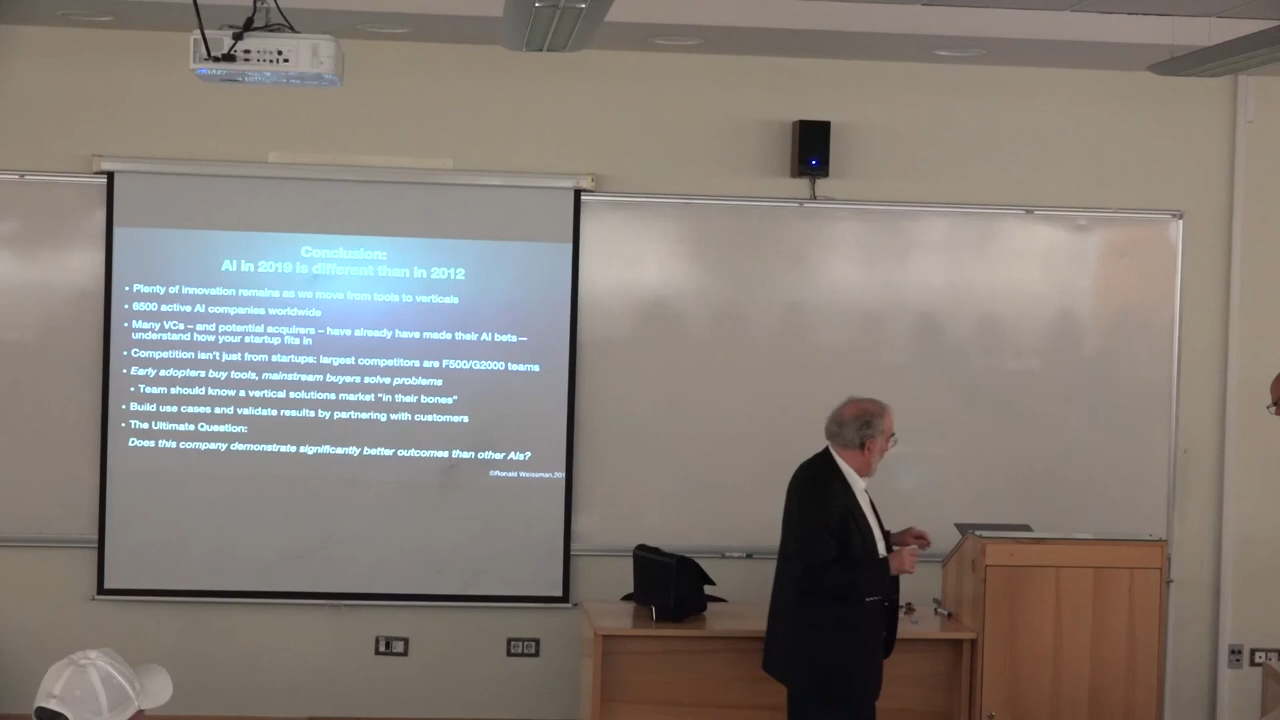 Conclusion:
AI in 2019 is different than in 2012
• Plenty of innovation remains as we move from tools to verticals
• 6500 active AI companies worldwide
• Many VCs – and potential acquirers – have already have made their AI bets—
understand how your startup fits in
• Competition isn't just from startups: largest competitors are F500/G2000 teams
• Early adopters buy tools, mainstream buyers solve problems
• Team should know a vertical solutions market "in their bones"
• Build use cases and validate results by partnering with customers
• The Ultimate Question:
Does this company demonstrate significantly better outcomes than other AIs?
©Ronald Weissman,201